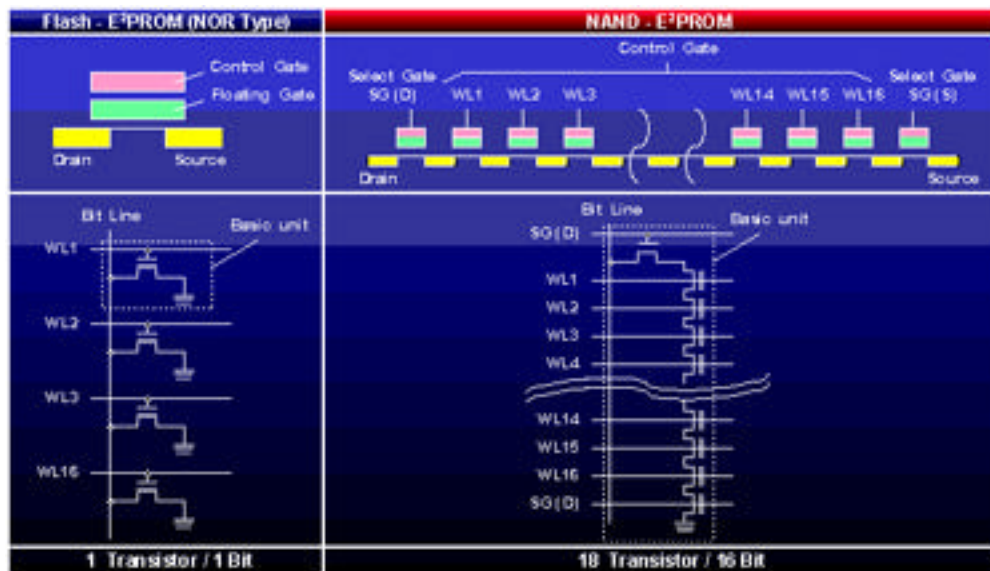 Flash - E²PROM (NOR Type)
Control Gate
Floating Gate
Drain
Source
NAND - E²PROM
Control Gate
Select Gate
SG (D)
WL1
WL2
WL3
WL14
WL15
WL16
Select Gate
SG (S)
Drain
Source
Bit Line
Basic unit
WL1
WL2
WL3
WL16
1 Transistor / 1 Bit
Bit Line
Basic unit
SG (D)
WL1
WL2
WL3
WL4
WL14
WL15
WL16
SG (D)
18 Transistor / 16 Bit